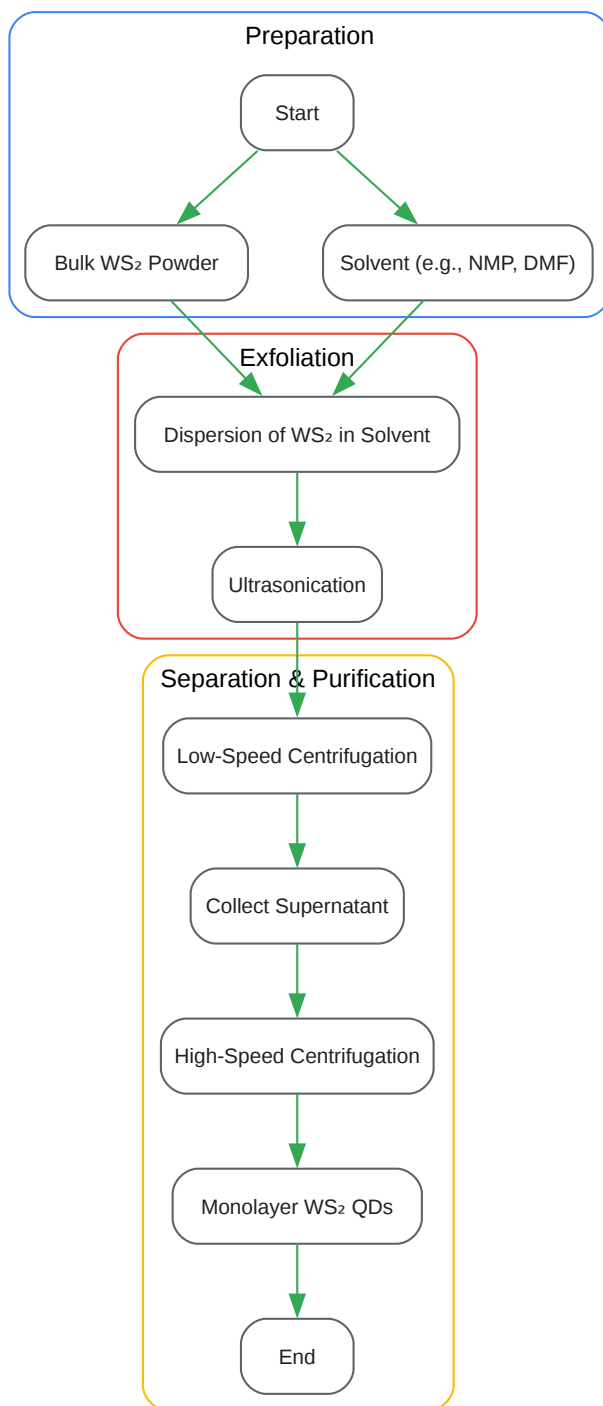 Preparation
Start
Bulk WS₂ Powder
Solvent (e.g., NMP, DMF)
Exfoliation
Dispersion of WS₂ in Solvent
Ultrasonication
Separation & Purification
Low-Speed Centrifugation
Collect Supernatant
High-Speed Centrifugation
Monolayer WS₂ QDs
End